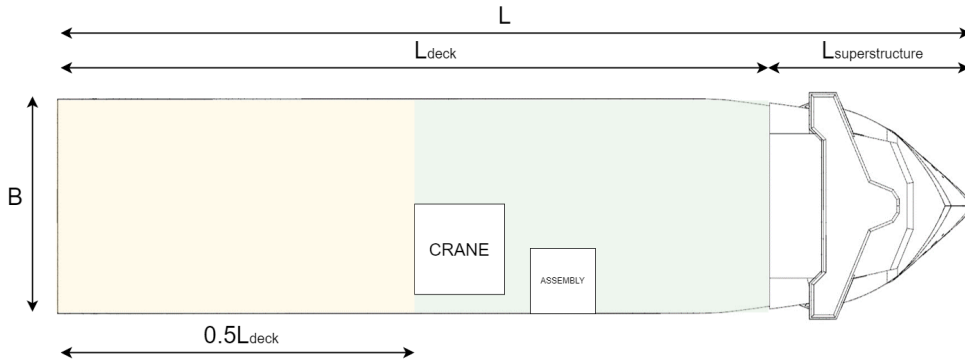 L
Ldeck
Lsuperstructure
B
CRANE
ASSEMBLY
0.5Ldeck